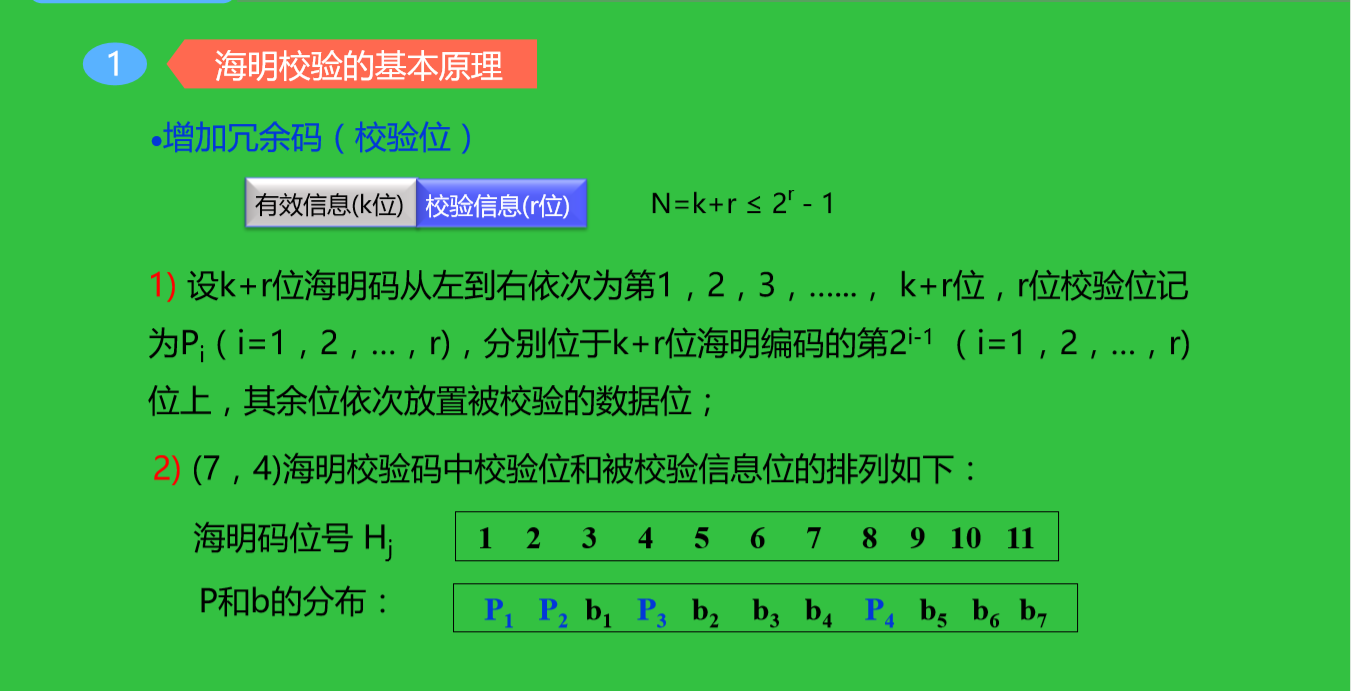 1
海明校验的基本原理
•增加冗余码（校验位）
有效信息(k位) 校验信息(r位) N=k+r ≤ 2^r - 1
1) 设k+r位海明码从左到右依次为第1，2，3，……， k+r位，r位校验位记
为P_i（i=1，2，…，r)，分别位于k+r位海明编码的第2^i-1 （i=1，2，…，r)
位上，其余位依次放置被校验的数据位；
2) (7，4)海明校验码中校验位和被校验信息位的排列如下：
海明码位号 H_j 1 2 3 4 5 6 7 8 9 10 11
P和b的分布： P_1 P_2 b_1 P_3 b_2 b_3 b_4 P_4 b_5 b_6 b_7